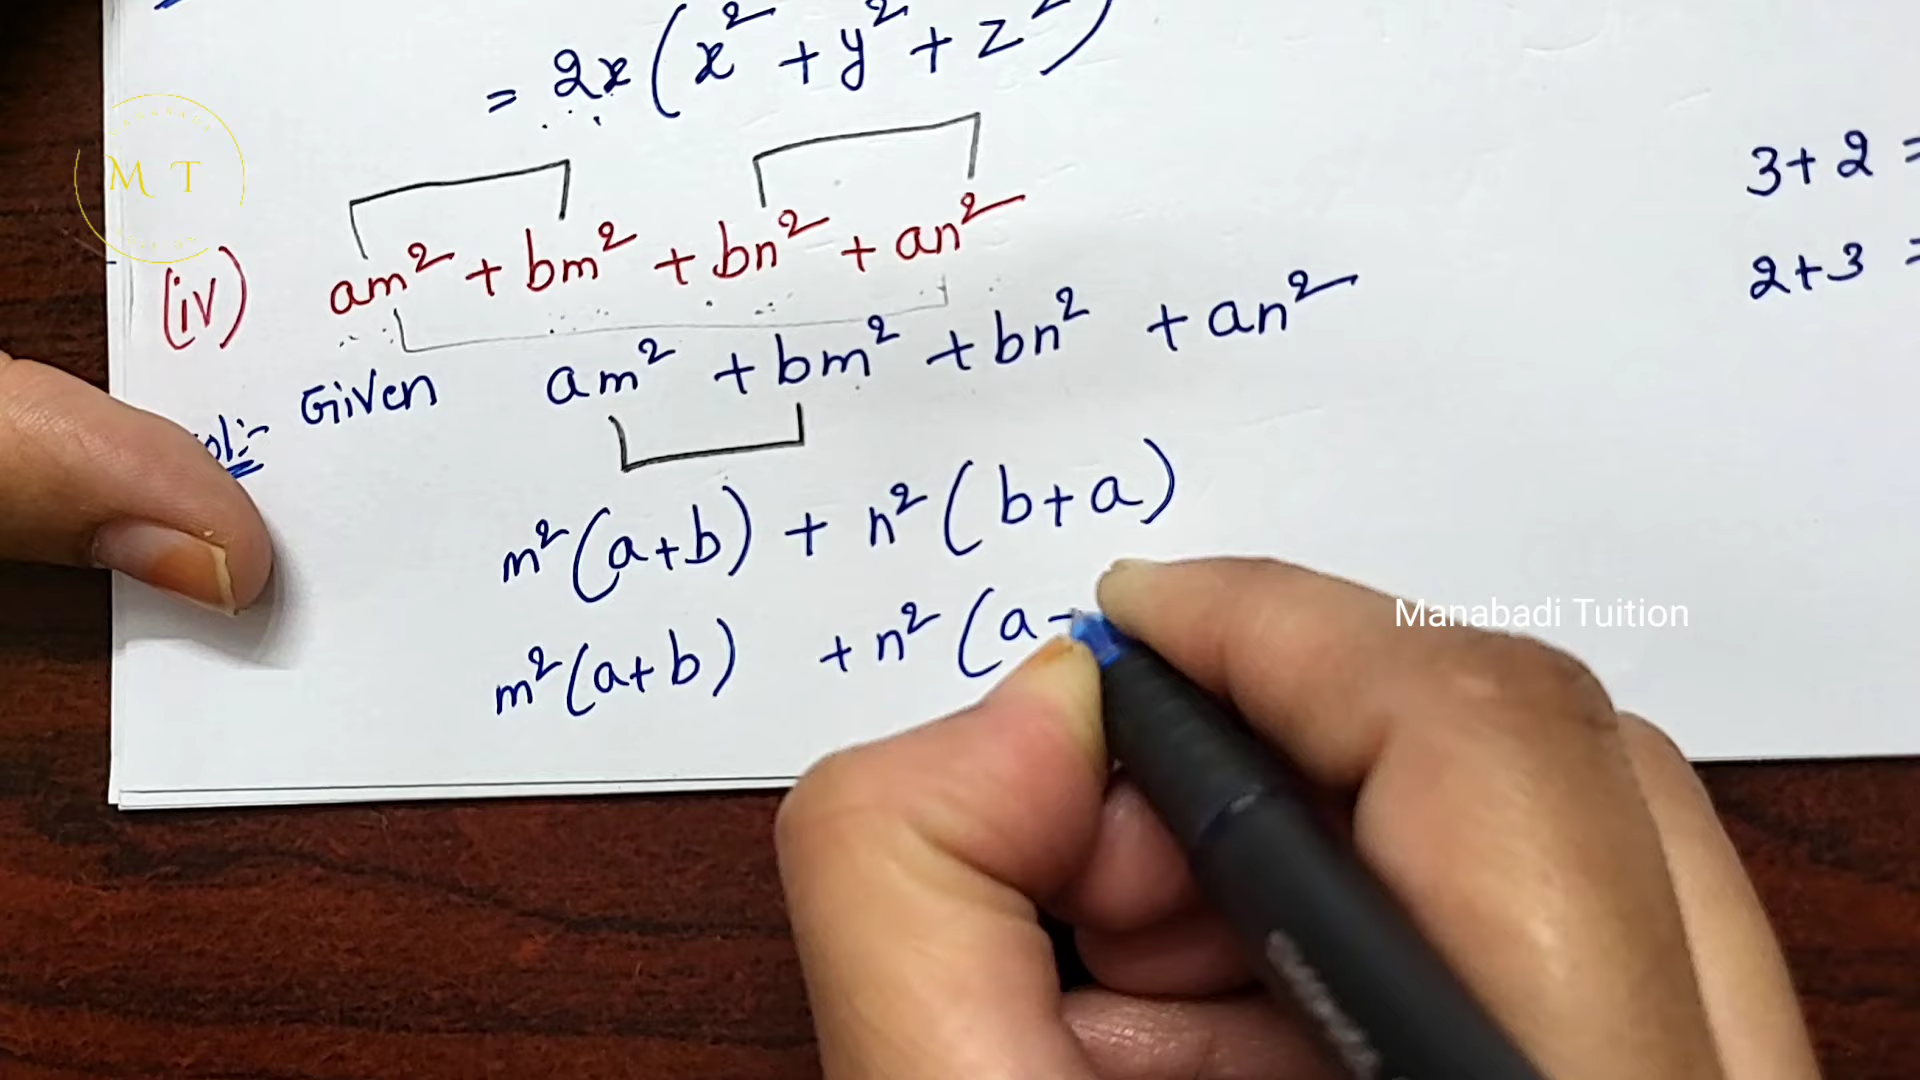 = 2x(x² + y² + z²)
3+2 =
M T
(iv) am² + bm² + bn² + an²
2+3 =
Given am² + bm² + bn² + an²
m²(a+b) + n²(b+a)
m²(a+b) + n²(a
Manabadi Tuition